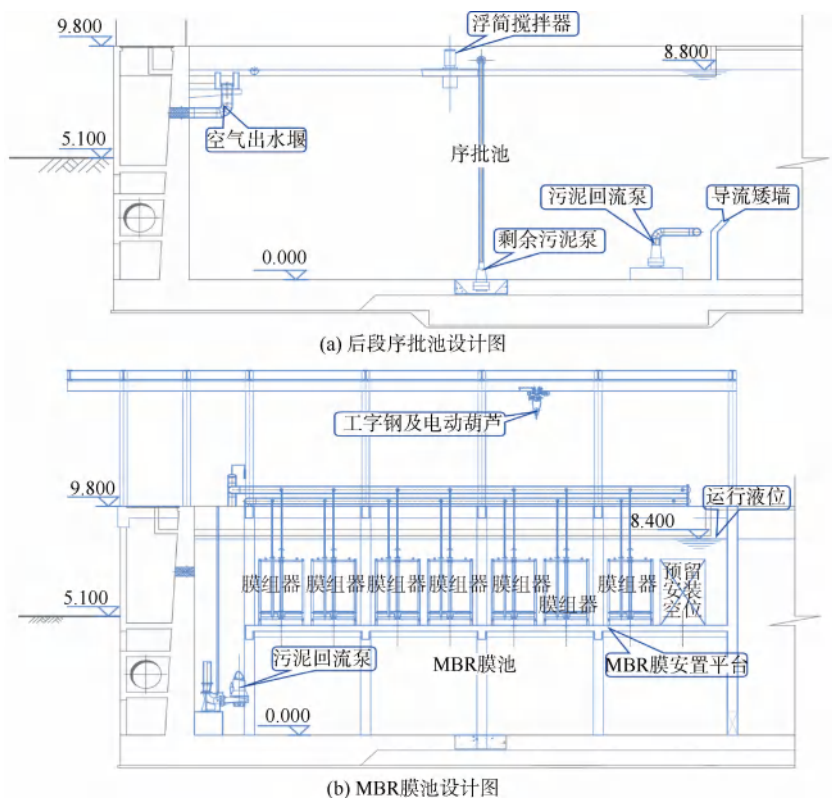 9.800
浮筒搅拌器
8.800
空气出水堰
5.100
序批池
污泥回流泵
导流矮墙
剩余污泥泵
0.000
(a) 后段序批池设计图
工字钢及电动葫芦
9.800
运行液位
8.400
膜组器
膜组器
膜组器
膜组器
膜组器
膜组器
膜组器
预留
安装
空位
5.100
污泥回流泵
MBR膜池
MBR膜安置平台
0.000
(b) MBR膜池设计图